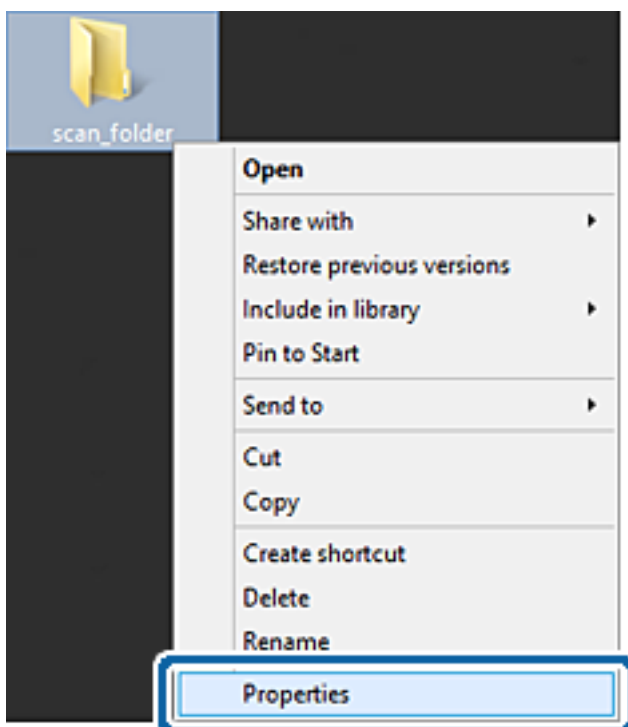 scan_folder
Open
Share with
Restore previous versions
Include in library
Pin to Start
Send to
Cut
Copy
Create shortcut
Delete
Rename
Properties